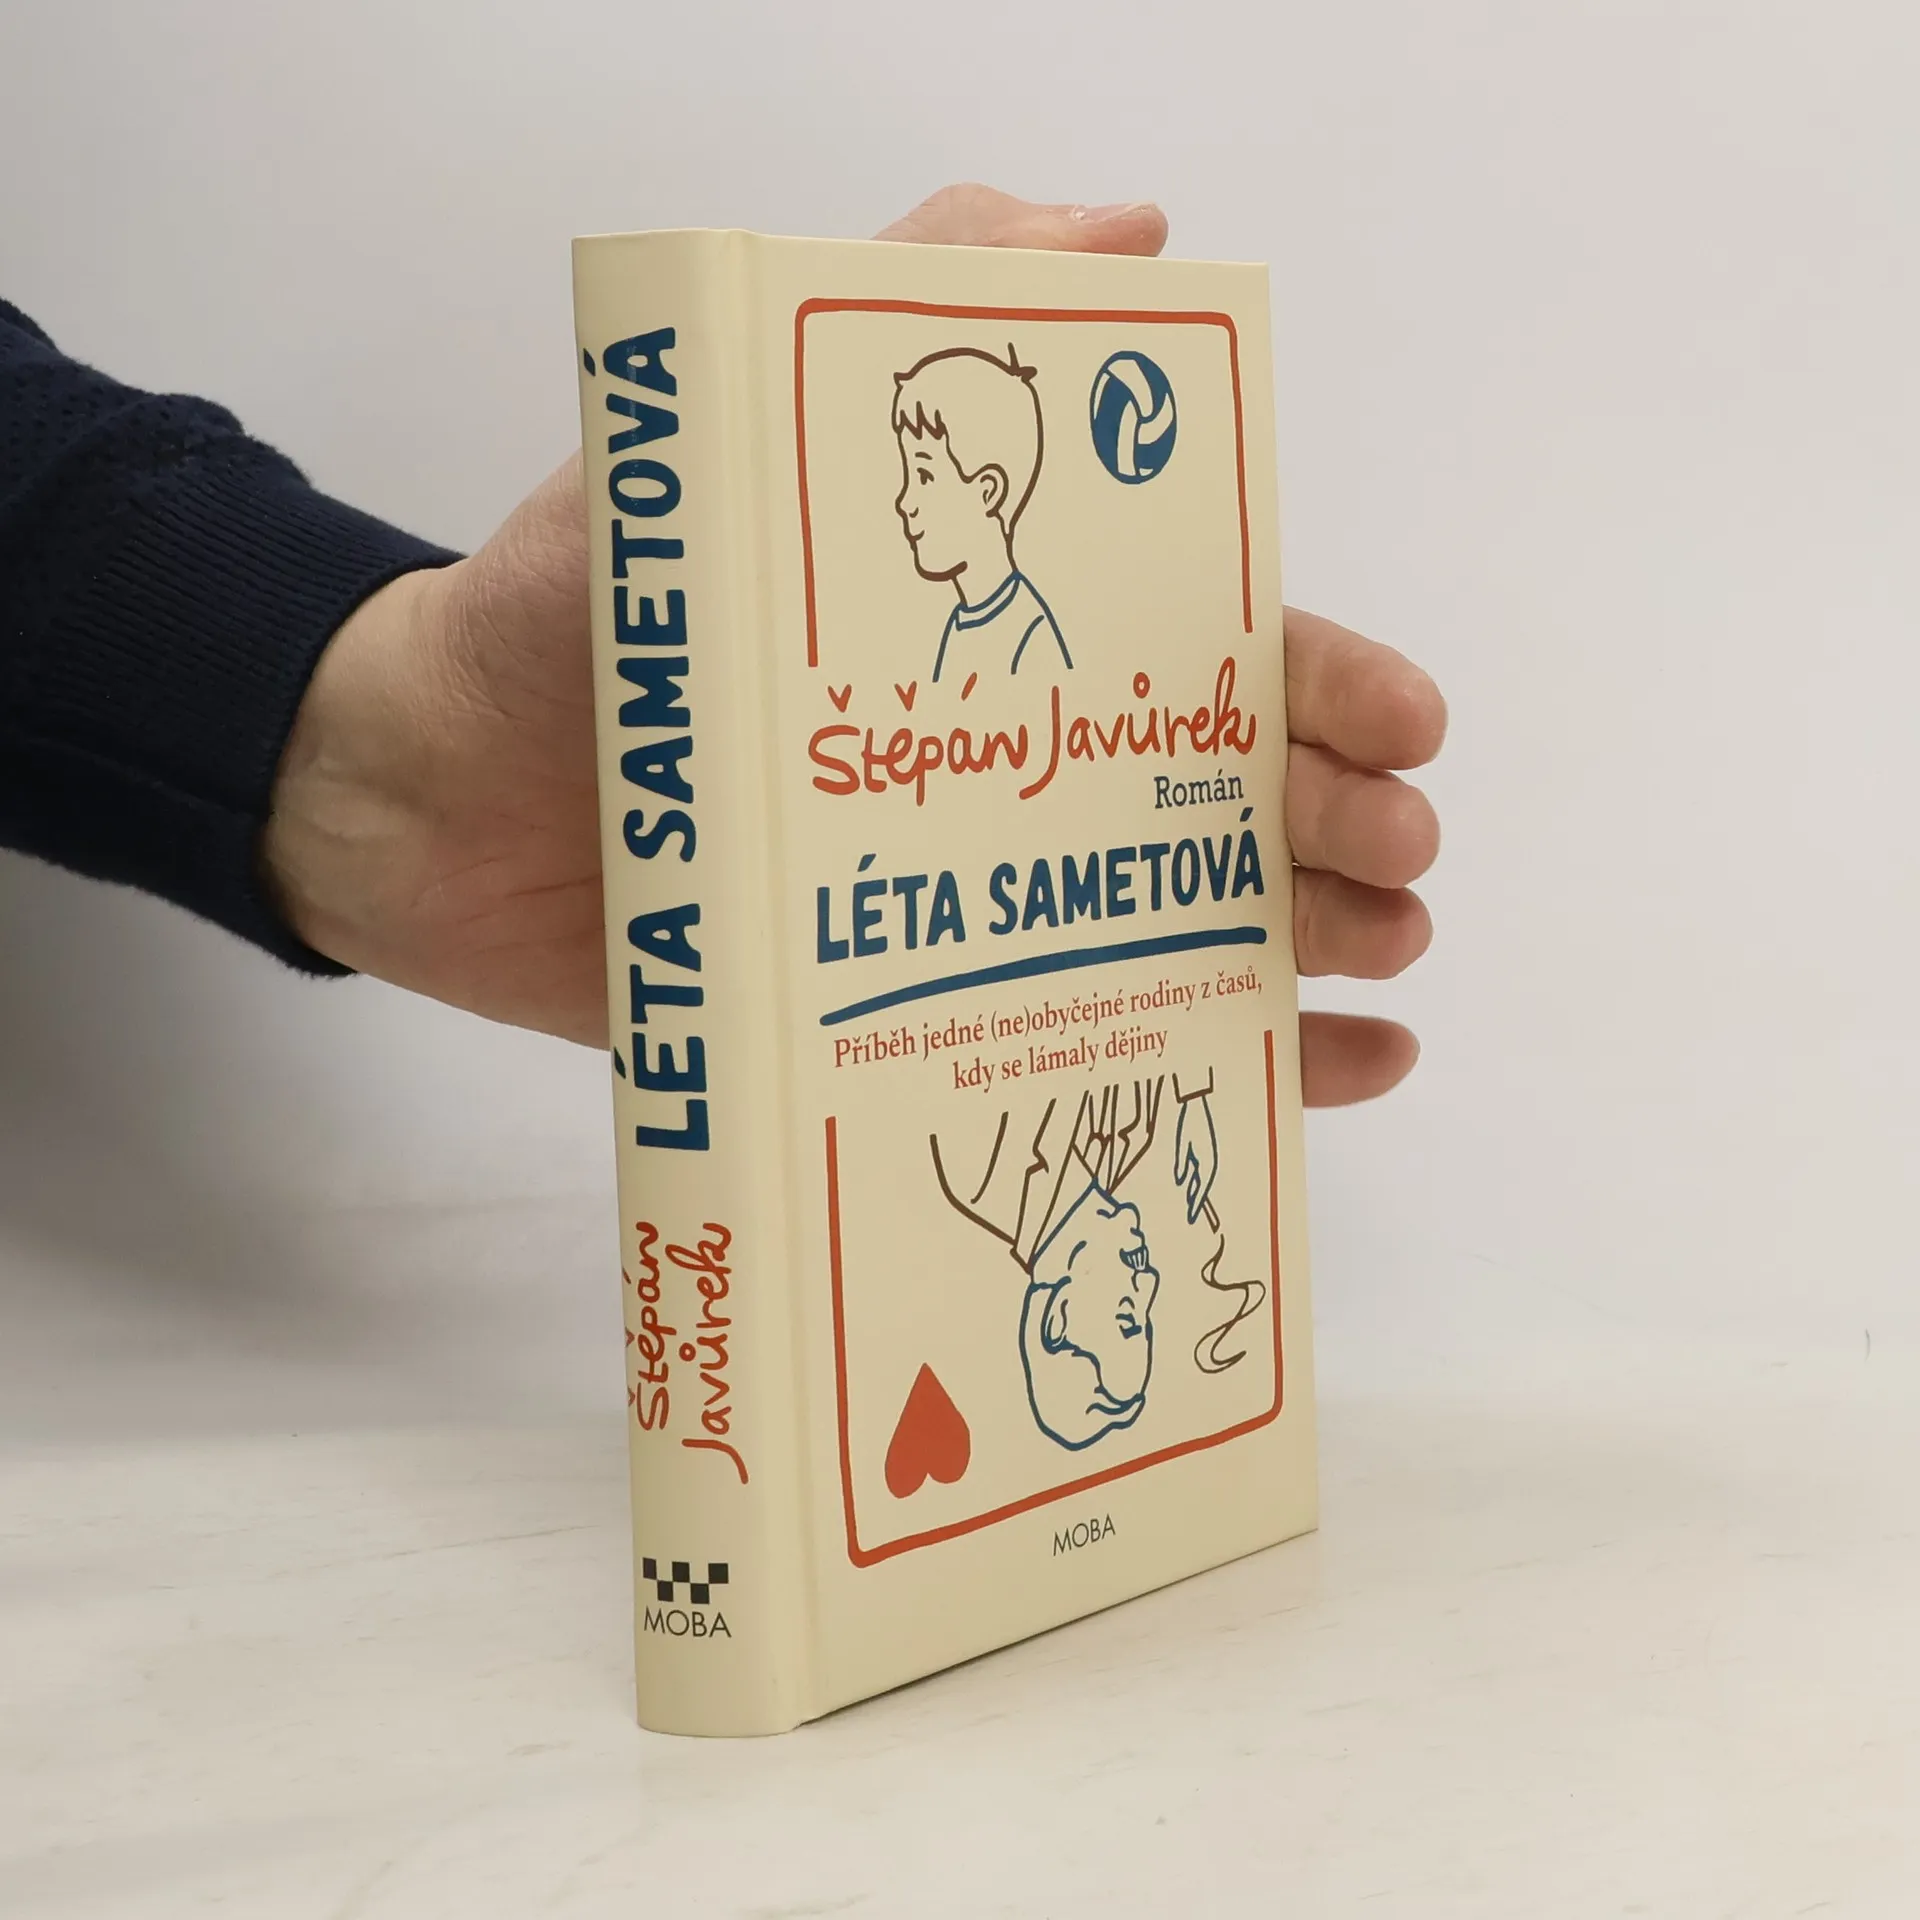 LÉTA SAMETOVÁ
Štěpán
Javůrek
MOBA
Štěpán Javůrek
Román
LÉTA SAMETOVÁ
Příběh jedné (ne)obyčejné rodiny z časů,
kdy se lámaly dějiny
MOBA